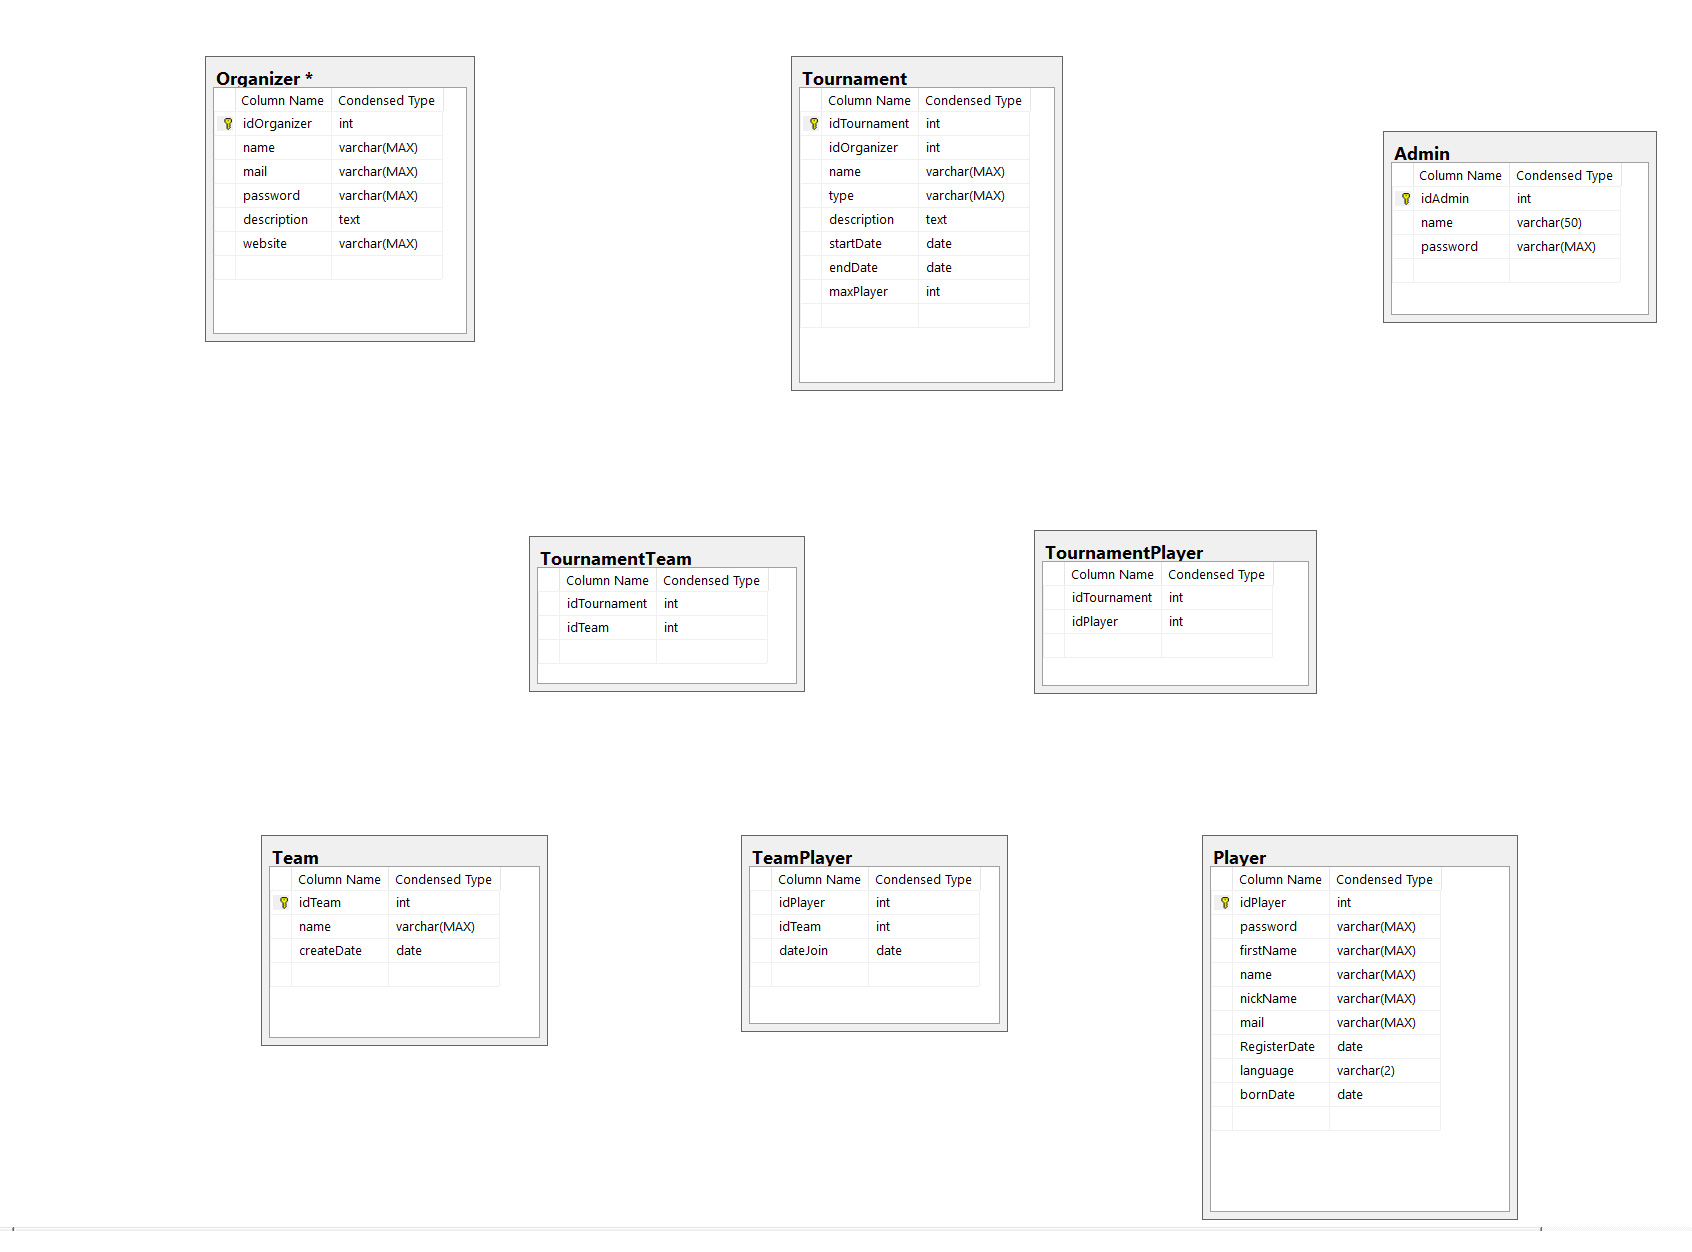 Organizer *
Column Name Condensed Type
idOrganizer int
name varchar(MAX)
mail varchar(MAX)
password varchar(MAX)
description text
website varchar(MAX)
Tournament
Column Name Condensed Type
idTournament int
idOrganizer int
name varchar(MAX)
type varchar(MAX)
description text
startDate date
endDate date
maxPlayer int
Admin
Column Name Condensed Type
idAdmin int
name varchar(50)
password varchar(MAX)
TournamentTeam
Column Name Condensed Type
idTournament int
idTeam int
TournamentPlayer
Column Name Condensed Type
idTournament int
idPlayer int
Team
Column Name Condensed Type
idTeam int
name varchar(MAX)
createDate date
TeamPlayer
Column Name Condensed Type
idPlayer int
idTeam int
dateJoin date
Player
Column Name Condensed Type
idPlayer int
password varchar(MAX)
firstName varchar(MAX)
name varchar(MAX)
nickName varchar(MAX)
mail varchar(MAX)
RegisterDate date
language varchar(2)
bornDate date